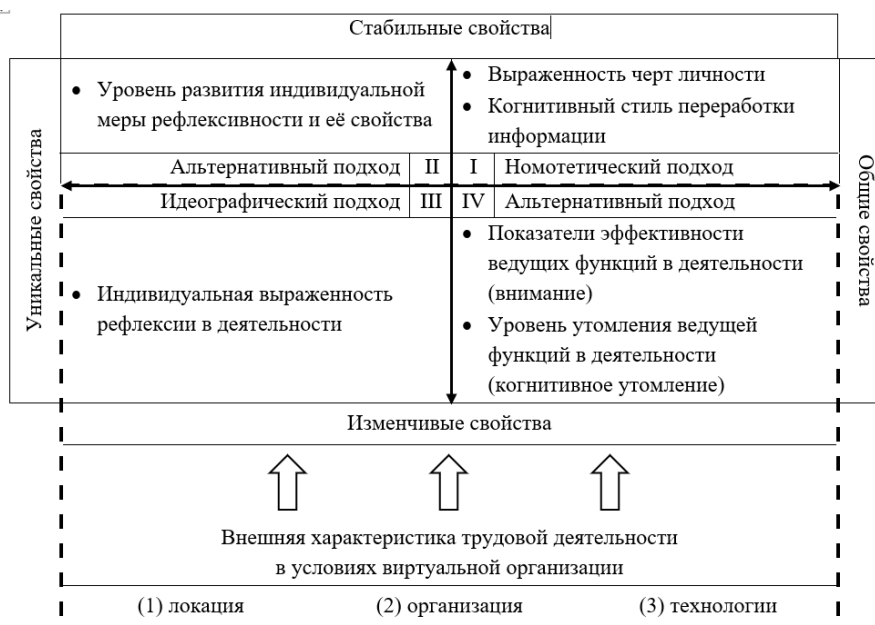 Стабильные свойства
Уникальные свойства
• Уровень развития индивидуальной
меры рефлексивности и её свойства
• Выраженность черт личности
• Когнитивный стиль переработки
информации
Альтернативный подход II I Номотетический подход
Идеографический подход III IV Альтернативный подход
• Индивидуальная выраженность
рефлексии в деятельности
• Показатели эффективности
ведущих функций в деятельности
(внимание)
• Уровень утомления ведущей
функций в деятельности
(когнитивное утомление)
Общие свойства
Изменчивые свойства
Внешняя характеристика трудовой деятельности
в условиях виртуальной организации
(1) локация (2) организация (3) технологии